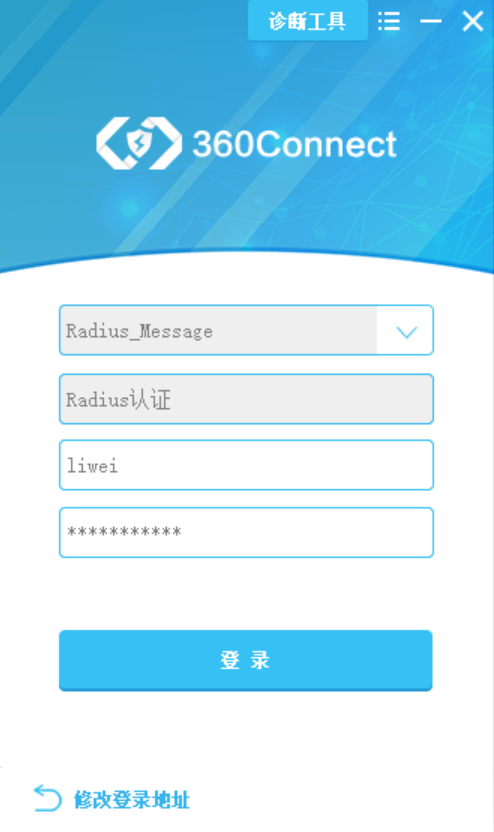 诊断工具
360Connect
Radius_Message
Radius认证
liwei
***********
登 录
修改登录地址